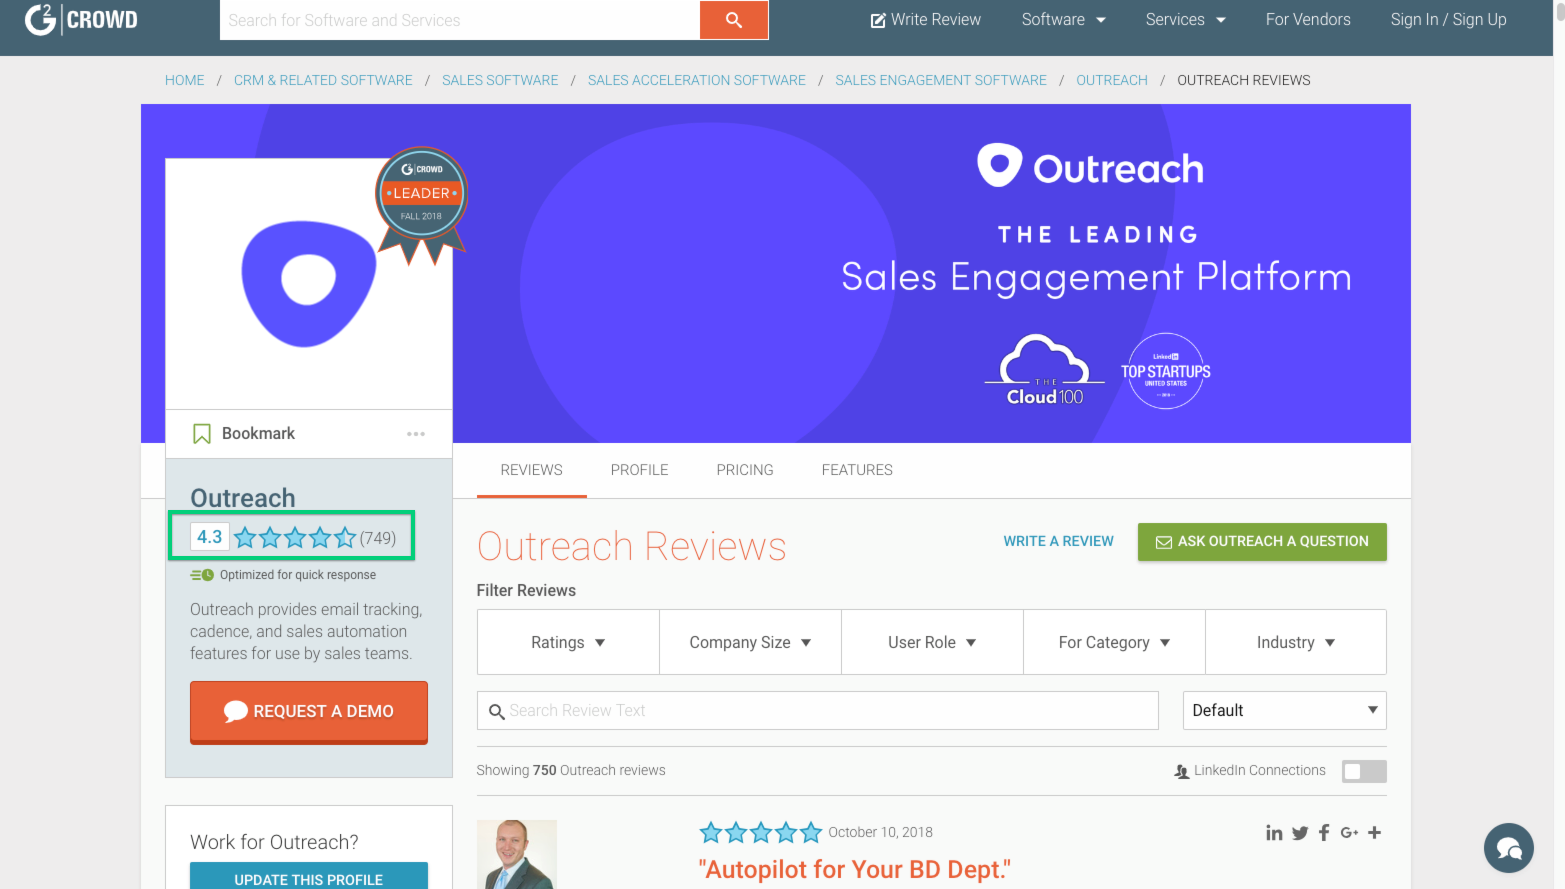 G2 | CROWD
Search for Software and Services
Write Review
Software
Services
For Vendors
Sign In / Sign Up
HOME / CRM & RELATED SOFTWARE / SALES SOFTWARE / SALES ACCELERATION SOFTWARE / SALES ENGAGEMENT SOFTWARE / OUTREACH / OUTREACH REVIEWS
G2 | CROWD
• LEADER •
FALL 2018
Outreach
THE LEADING
Sales Engagement Platform
THE
Cloud100
Linkedin
TOP STARTUPS
UNITED STATES
2018
Bookmark
Outreach
4.3 (749)
Optimized for quick response
Outreach provides email tracking,
cadence, and sales automation
features for use by sales teams.
REQUEST A DEMO
Work for Outreach?
UPDATE THIS PROFILE
REVIEWS
PROFILE
PRICING
FEATURES
Outreach Reviews
WRITE A REVIEW
ASK OUTREACH A QUESTION
Filter Reviews
Ratings
Company Size
User Role
For Category
Industry
Search Review Text
Default
Showing 750 Outreach reviews
LinkedIn Connections
October 10, 2018
in
f
G+
+
"Autopilot for Your BD Dept."